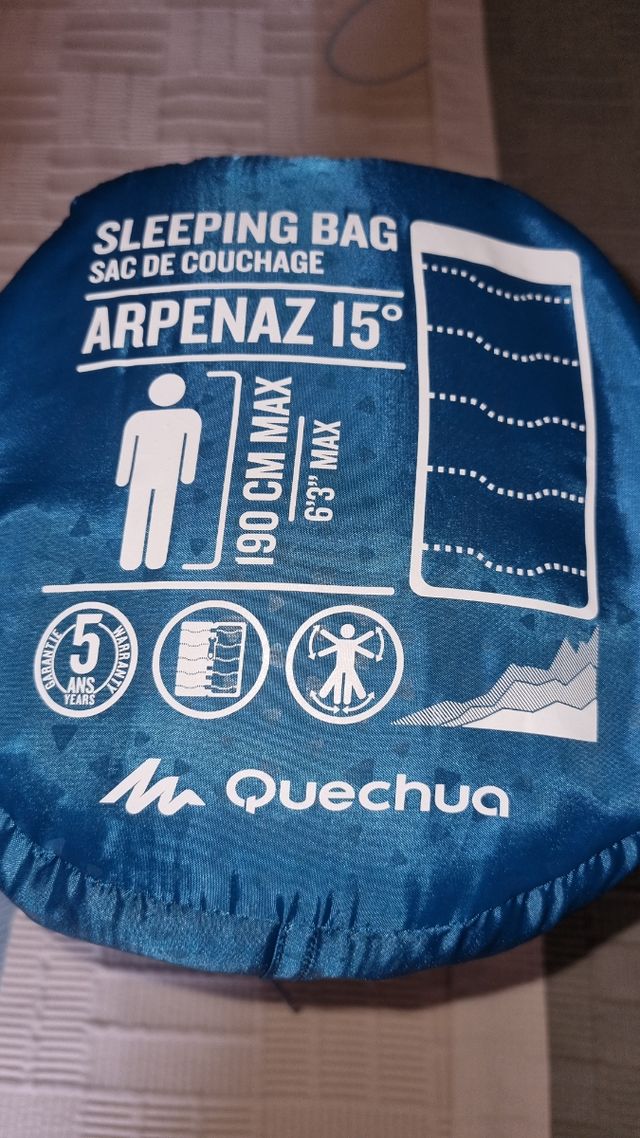 SLEEPING BAG
SAC DE COUCHAGE
ARPENAZ 15°
190 CM MAX
6'3" MAX
GARANTIE
5
ANS
YEARS
WARRANTY
Quechua